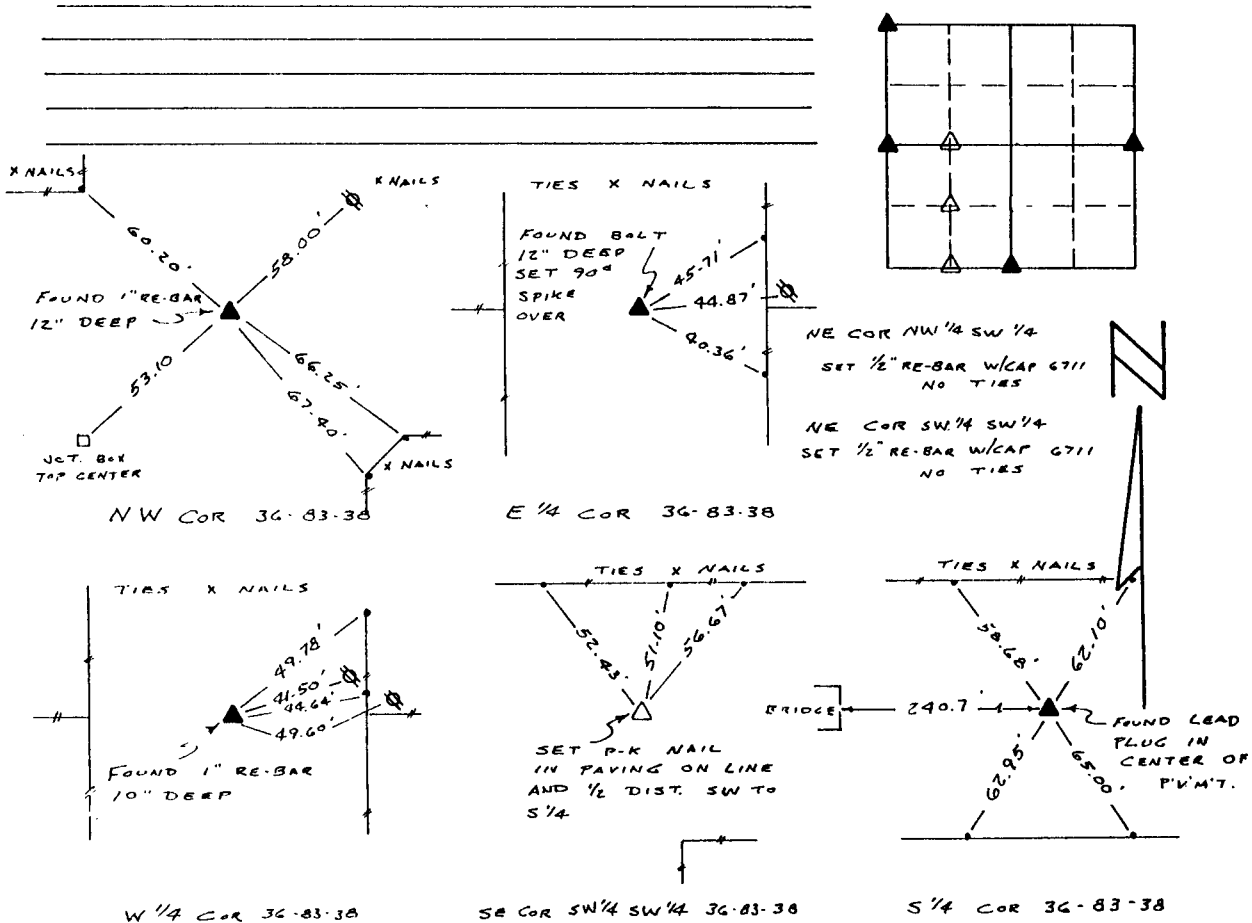 X NAILS
X NAILS
60.20'
58.00'
FOUND 1" RE-BAR
12" DEEP
53.10
66.25'
67.40'
JCT. BOX
TOP CENTER
X NAILS
NW COR 36-83-38
TIES X NAILS
FOUND BOLT
12" DEEP
SET 90d
SPIKE
OVER
45.71'
44.87'
40.36'
E 1/4 COR 36-83-38
NE COR NW 1/4 SW 1/4
SET 1/2" RE-BAR W/CAP 6711
NO TIES
NE COR SW 1/4 SW 1/4
SET 1/2" RE-BAR W/CAP 6711
NO TIES
N
TIES X NAILS
49.78'
41.50'
44.64'
49.60'
FOUND 1" RE-BAR
10" DEEP
W 1/4 COR 36-83-38
TIES X NAILS
52.43'
51.10'
56.67'
SET P-K NAIL
IN PAVING ON LINE
AND 1/2 DIST. SW TO
S 1/4
SE COR SW 1/4 SW 1/4 36-83-38
TIES X NAILS
58.68'
62.10'
BRIDGE
240.7'
FOUND LEAD
PLUG IN
CENTER OF
P'V'M'T.
62.95'
65.00'
S 1/4 COR 36-83-38